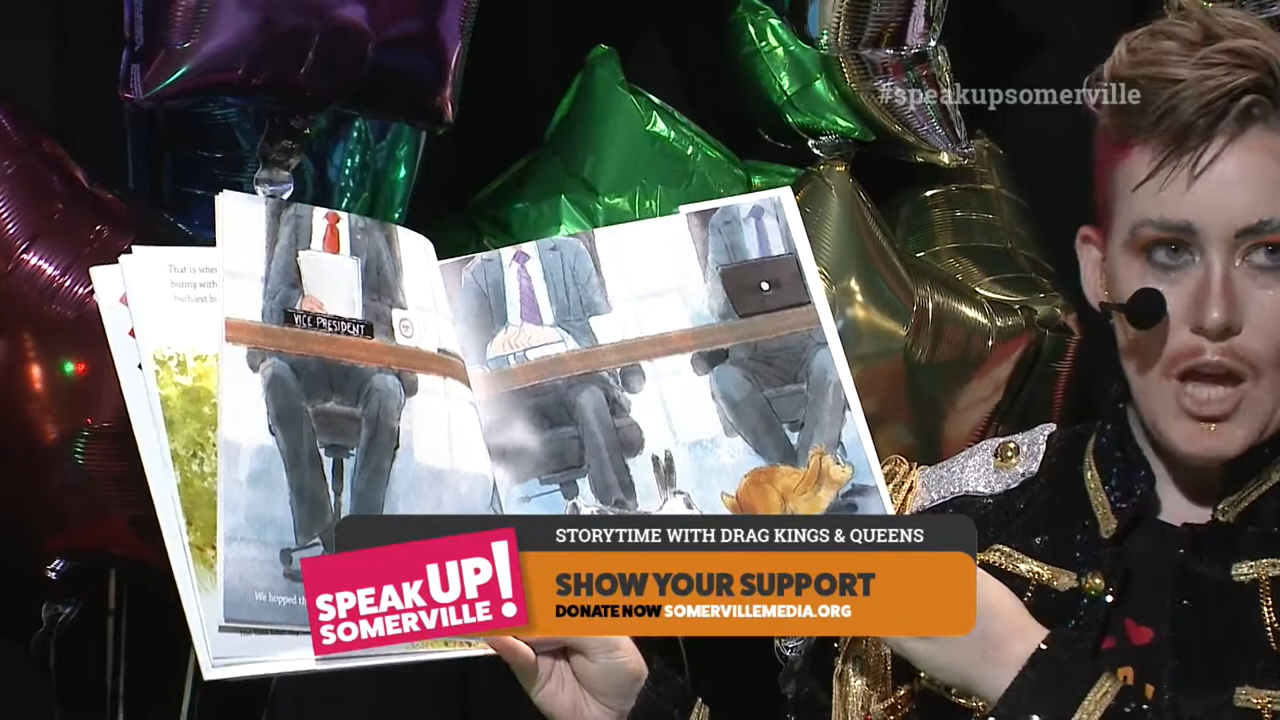 #speakupsomerville
That is when
bunny with
bushiest b
VICE PRESIDENT
We hopped th
STORYTIME WITH DRAG KINGS & QUEENS
SPEAK UP!
SOMERVILLE
SHOW YOUR SUPPORT
DONATE NOW SOMERVILLEMEDIA.ORG